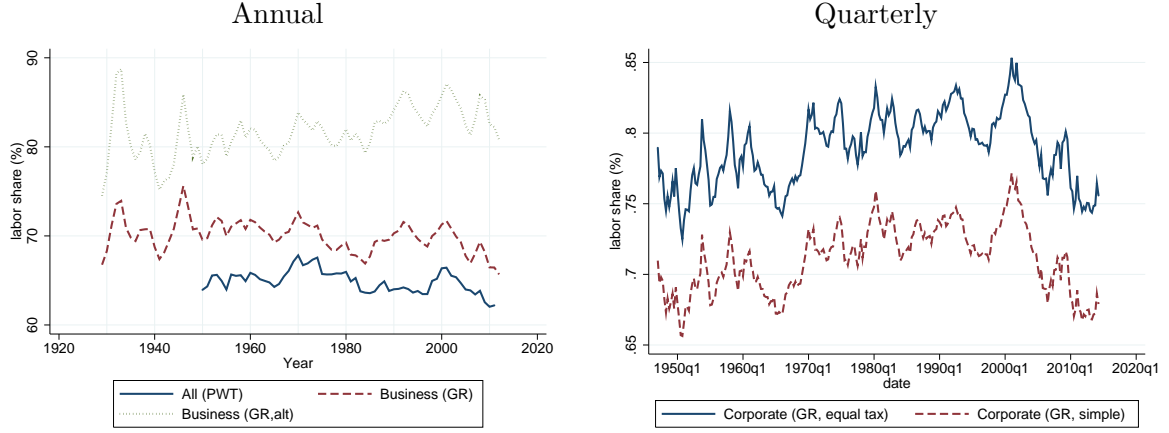 Annual
90
80
70
60
labor share (%)
1920 1940 1960 1980 2000 2020
Year
All (PWT) Business (GR)
Business (GR,alt)
Quarterly
.85
.8
.75
.7
.65
labor share (%)
1950q1 1960q1 1970q1 1980q1 1990q1 2000q1 2010q1 2020q1
date
Corporate (GR, equal tax) Corporate (GR, simple)